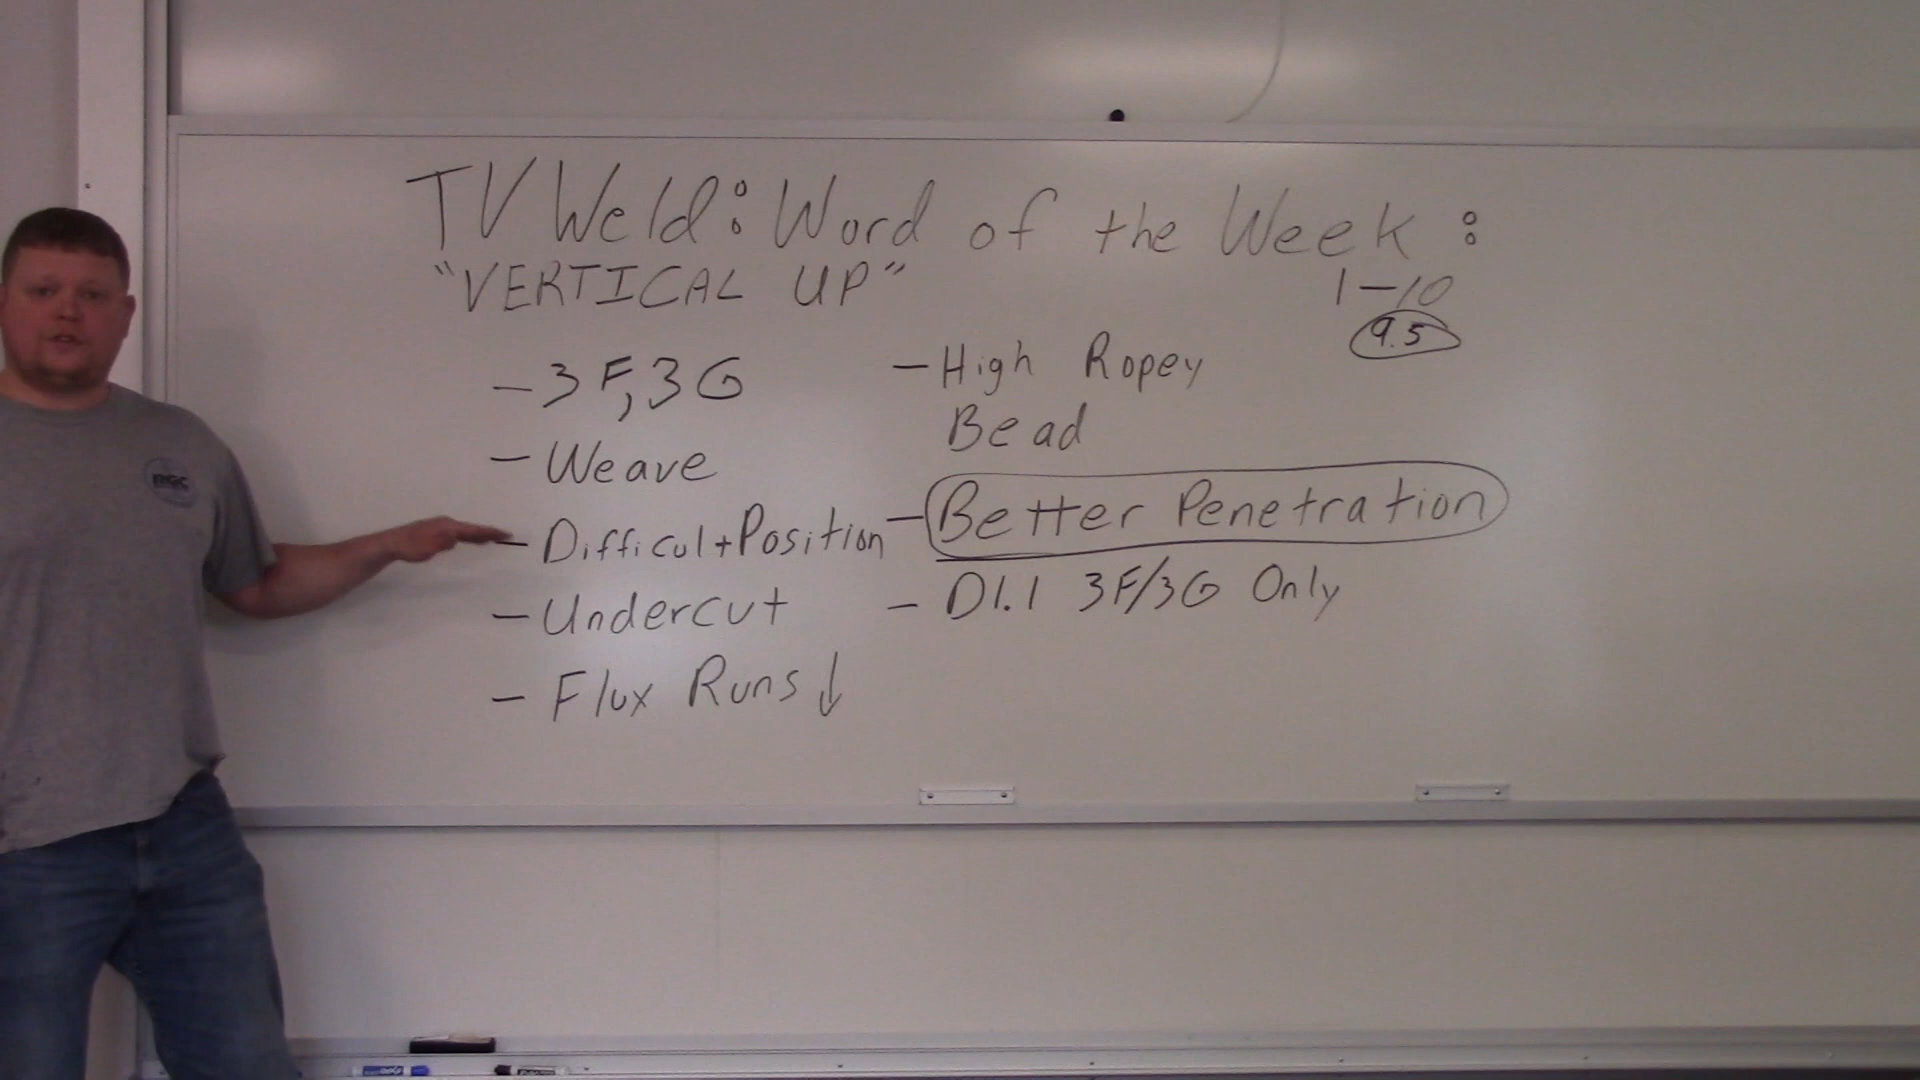 TV Weld: Word of the Week:
"VERTICAL UP"
1-10
9.5
- 3F, 3G
- Weave
- Difficult Position
- Undercut
- Flux Runs ↓
- High Ropey
Bead
- Better Penetration
- D1.1 3F/3G Only